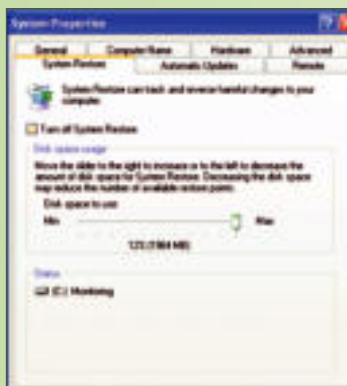 System Properties
General Computer Name Hardware Advanced
System Restore Automatic Updates Remote
System Restore can track and reverse harmful changes to your
computer.
Turn off System Restore
Disk space usage
Move the slider to the right to increase or to the left to decrease the
amount of disk space for System Restore. Decreasing the disk space
may reduce the number of available restore points.
Disk space to use
Min Max
Status
(C:) Monitoring